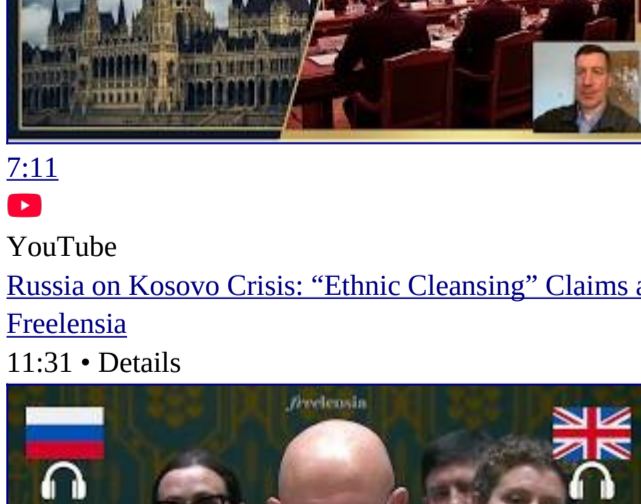 7:11
YouTube
Russia on Kosovo Crisis: “Ethnic Cleansing” Claims a
Freelensia
11:31 • Details
freelensia